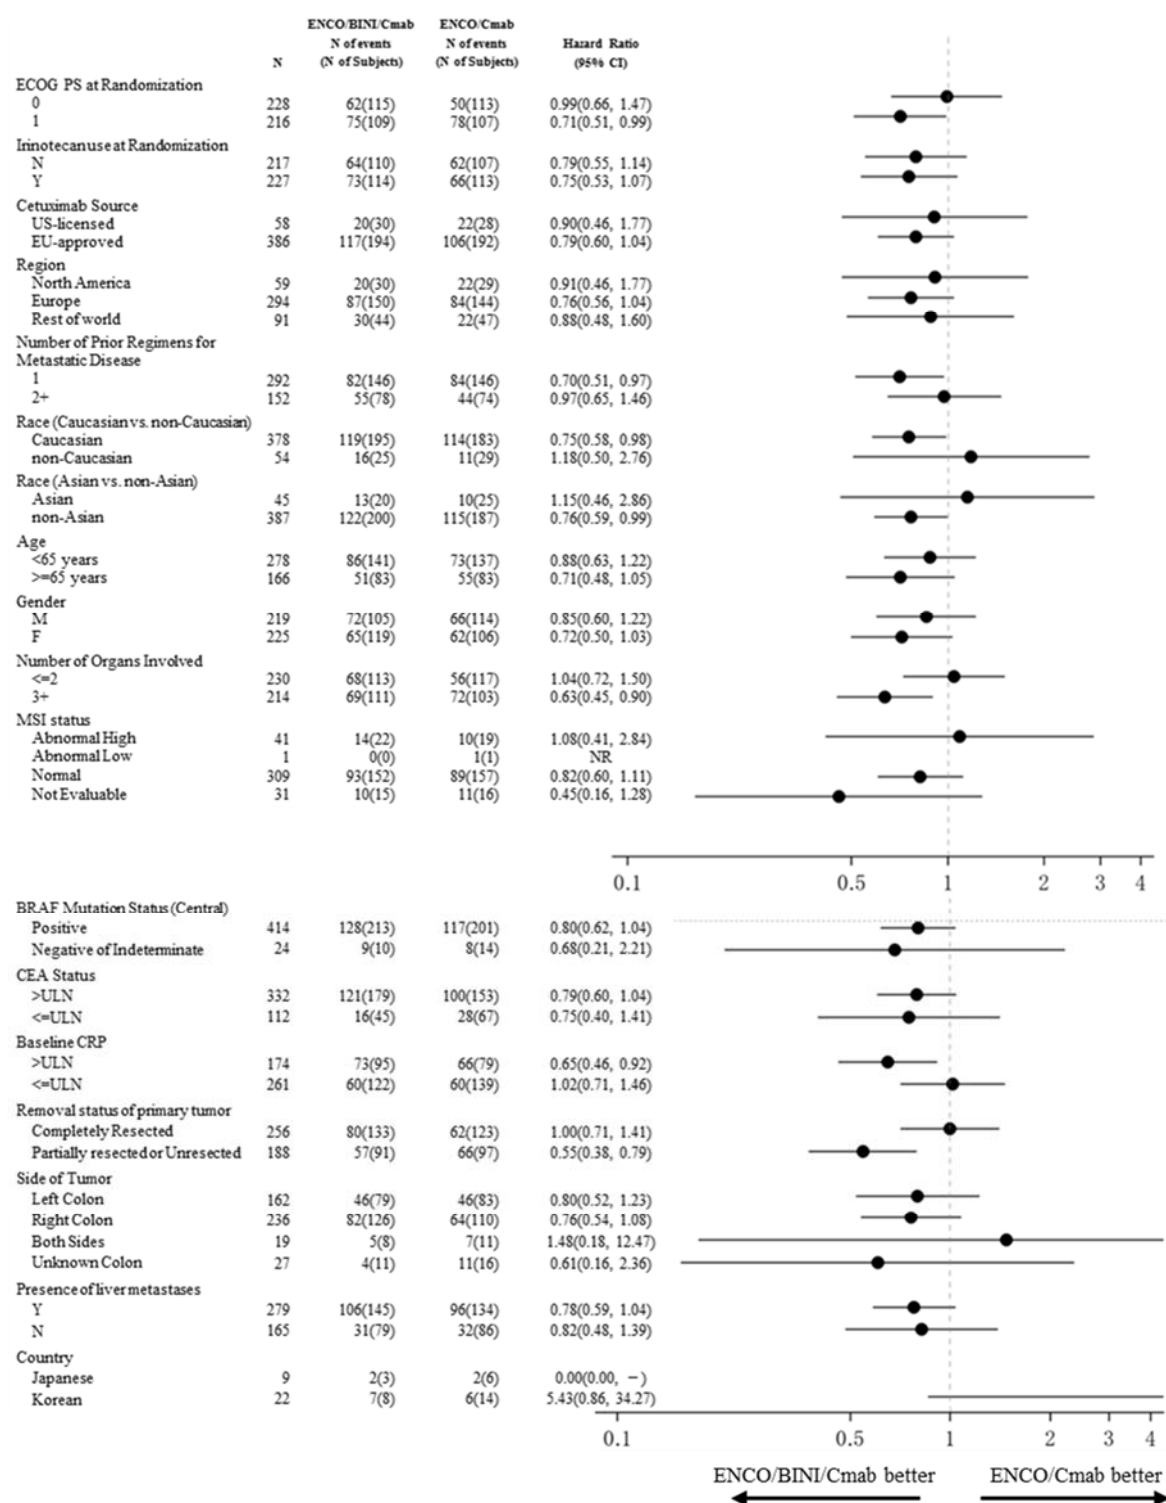 ENCO/BINI/Cmab ENCO/Cmab
N of events N of events Hazard Ratio
N (N of Subjects) (N of Subjects) (95% CI)
ECOG PS at Randomization
0 228 62(115) 50(113) 0.99(0.66, 1.47)
1 216 75(109) 78(107) 0.71(0.51, 0.99)
Irinotecanuse at Randomization
N 217 64(110) 62(107) 0.79(0.55, 1.14)
Y 227 73(114) 66(113) 0.75(0.53, 1.07)
Cetuximab Source
US-licensed 58 20(30) 22(28) 0.90(0.46, 1.77)
EU-approved 386 117(194) 106(192) 0.79(0.60, 1.04)
Region
North America 59 20(30) 22(29) 0.91(0.46, 1.77)
Europe 294 87(150) 84(144) 0.76(0.56, 1.04)
Rest of world 91 30(44) 22(47) 0.88(0.48, 1.60)
Number of Prior Regimens for
Metastatic Disease
1 292 82(146) 84(146) 0.70(0.51, 0.97)
2+ 152 55(78) 44(74) 0.97(0.65, 1.46)
Race (Caucasian vs. non-Caucasian)
Caucasian 378 119(195) 114(183) 0.75(0.58, 0.98)
non-Caucasian 54 16(25) 11(29) 1.18(0.50, 2.76)
Race (Asian vs. non-Asian)
Asian 45 13(20) 10(25) 1.15(0.46, 2.86)
non-Asian 387 122(200) 115(187) 0.76(0.59, 0.99)
Age
<65 years 278 86(141) 73(137) 0.88(0.63, 1.22)
>=65 years 166 51(83) 55(83) 0.71(0.48, 1.05)
Gender
M 219 72(105) 66(114) 0.85(0.60, 1.22)
F 225 65(119) 62(106) 0.72(0.50, 1.03)
Number of Organs Involved
<=2 230 68(113) 56(117) 1.04(0.72, 1.50)
3+ 214 69(111) 72(103) 0.63(0.45, 0.90)
MSI status
Abnormal High 41 14(22) 10(19) 1.08(0.41, 2.84)
Abnormal Low 1 0(0) 1(1) NR
Normal 309 93(152) 89(157) 0.82(0.60, 1.11)
Not Evaluable 31 10(15) 11(16) 0.45(0.16, 1.28)
0.1 0.5 1 2 3 4
BRAF Mutation Status (Central)
Positive 414 128(213) 117(201) 0.80(0.62, 1.04)
Negative of Indeterminate 24 9(10) 8(14) 0.68(0.21, 2.21)
CEA Status
>ULN 332 121(179) 100(153) 0.79(0.60, 1.04)
<=ULN 112 16(45) 28(67) 0.75(0.40, 1.41)
Baseline CRP
>ULN 174 73(95) 66(79) 0.65(0.46, 0.92)
<=ULN 261 60(122) 60(139) 1.02(0.71, 1.46)
Removal status of primary tumor
Completely Resected 256 80(133) 62(123) 1.00(0.71, 1.41)
Partially resected or Unresected 188 57(91) 66(97) 0.55(0.38, 0.79)
Side of Tumor
Left Colon 162 46(79) 46(83) 0.80(0.52, 1.23)
Right Colon 236 82(126) 64(110) 0.76(0.54, 1.08)
Both Sides 19 5(8) 7(11) 1.48(0.18, 12.47)
Unknown Colon 27 4(11) 11(16) 0.61(0.16, 2.36)
Presence of liver metastases
Y 279 106(145) 96(134) 0.78(0.59, 1.04)
N 165 31(79) 32(86) 0.82(0.48, 1.39)
Country
Japanese 9 2(3) 2(6) 0.00(0.00, −)
Korean 22 7(8) 6(14) 5.43(0.86, 34.27)
0.1 0.5 1 2 3 4
ENCO/BINI/Cmab better ENCO/Cmab better